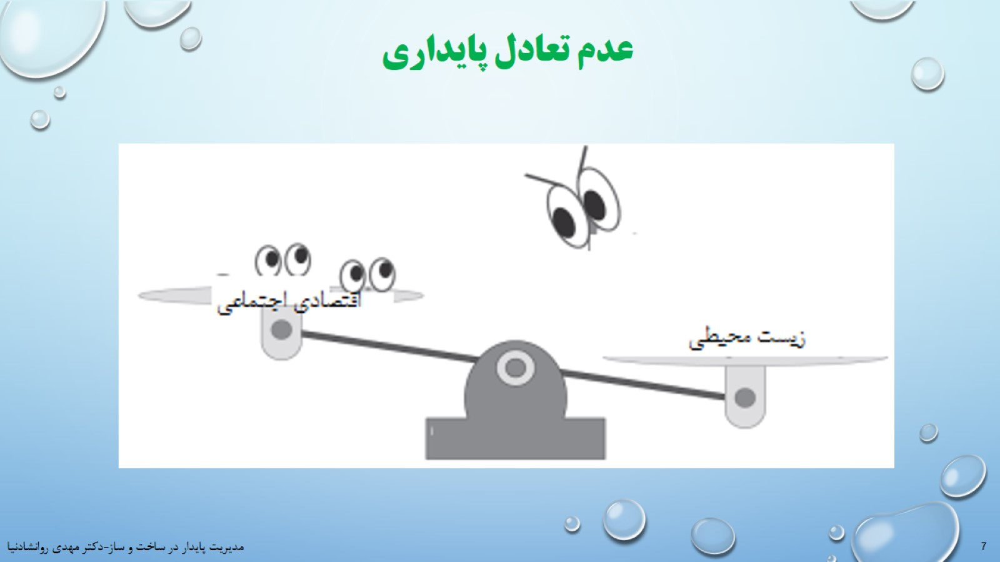 عدم تعادل پایداری
اقتصادی اجتماعی
زیست محیطی
مدیریت پایدار در ساخت و ساز-دکتر مهدی روانشادنیا
7